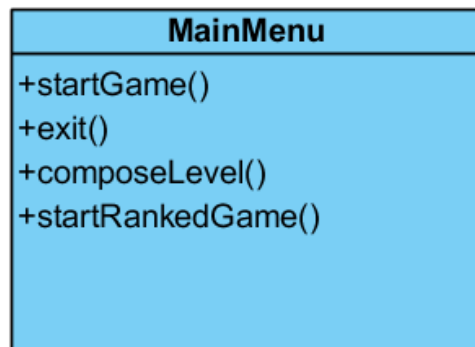 MainMenu
+startGame()
+exit()
+composeLevel()
+startRankedGame()